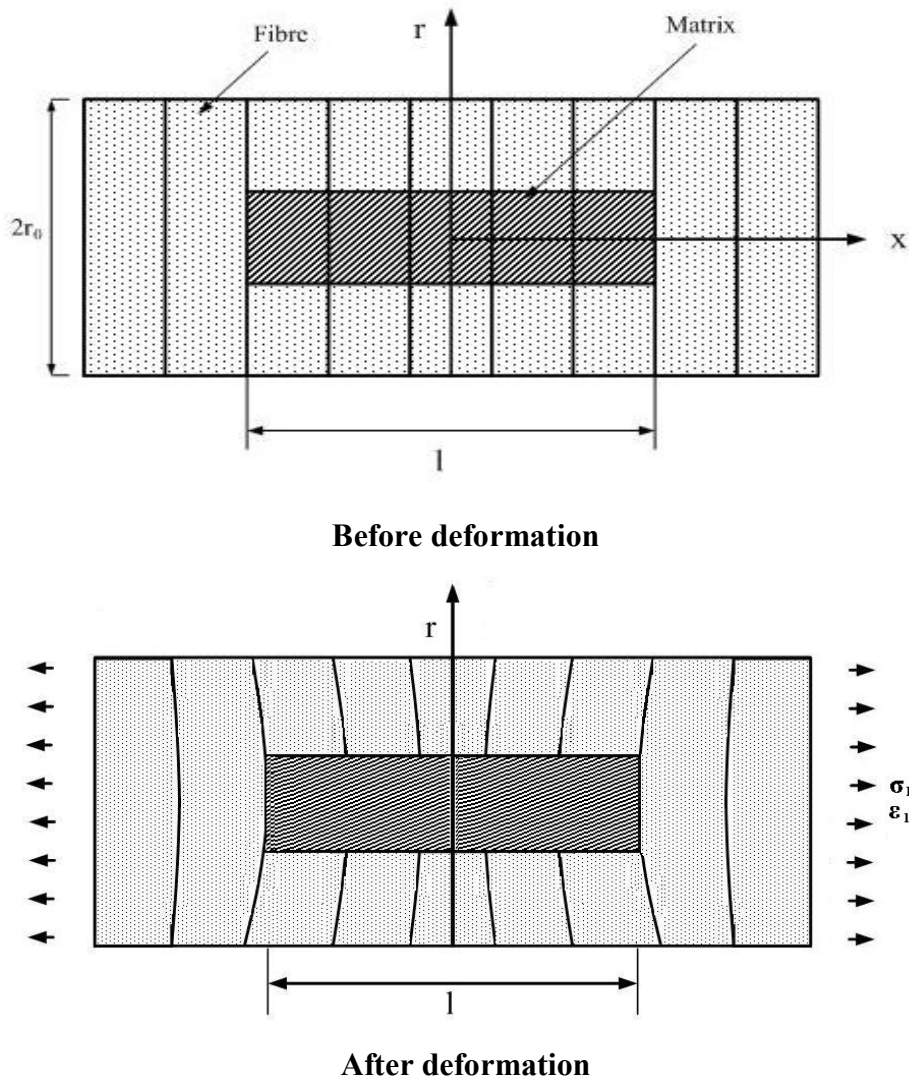 Fibre
r
Matrix
2r₀
x
l
Before deformation
r
σ₁
ε₁
l
After deformation